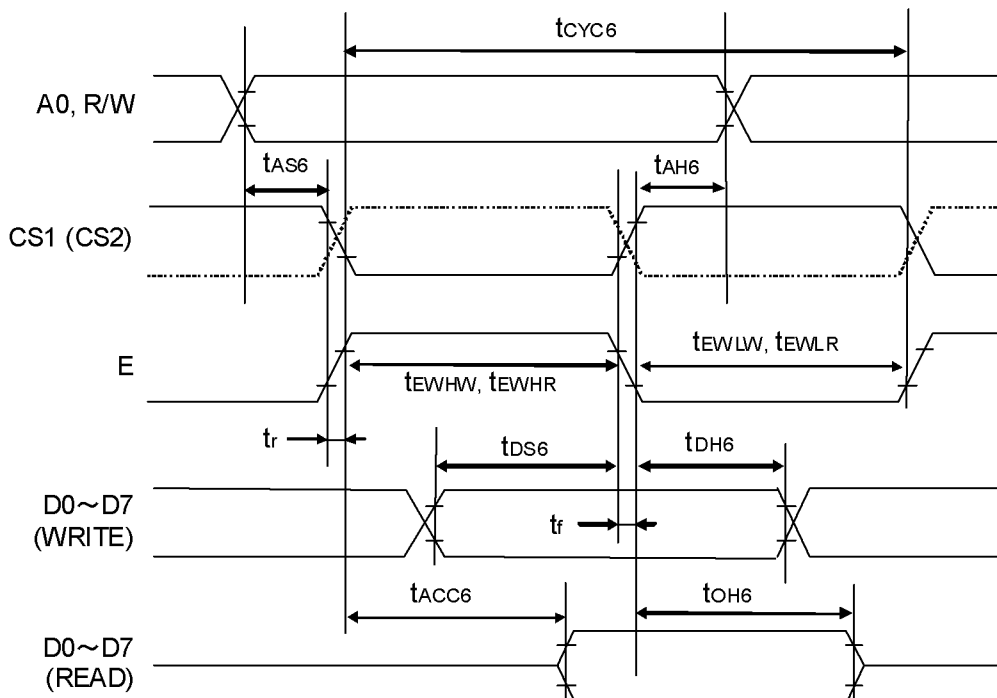 tCYC6
A0, R/W
tAS6
tAH6
CS1 (CS2)
E
tEWLW, tEWLR
tEWHW, tEWHR
tr
tDS6
tDH6
D0～D7
(WRITE)
tf
tACC6
tOH6
D0～D7
(READ)